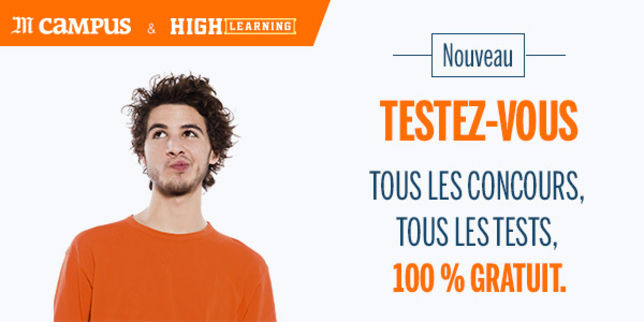 M CAMPUS & HIGH LEARNING
Nouveau
TESTEZ-VOUS
TOUS LES CONCOURS,
TOUS LES TESTS,
100 % GRATUIT.